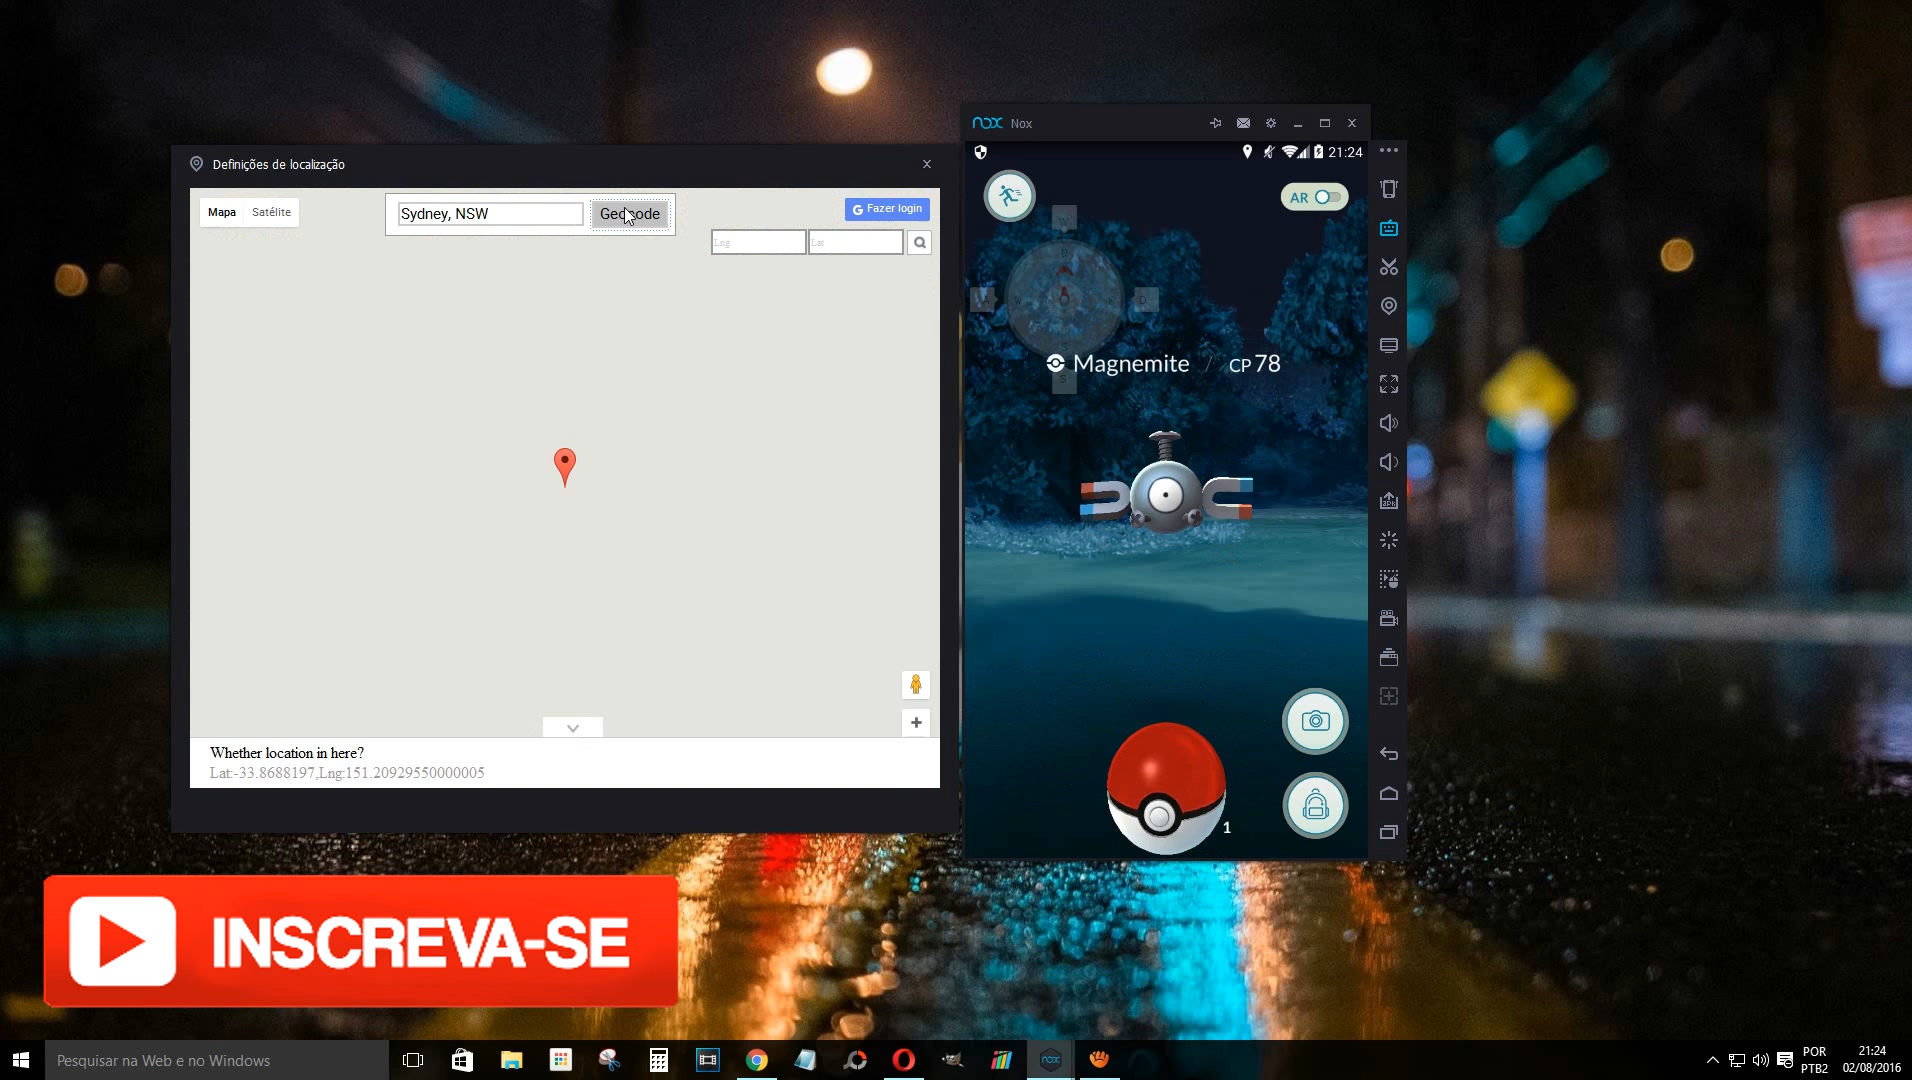 Definições de localização
X
Mapa
Satélite
Sydney, NSW
Geocode
Fazer login
Lng
Lat
Whether location in here?
Lat:-33.8688197,Lng:151.20929550000005
nox Nox
21:24
AR
W
A
D
S
Magnemite / CP 78
1
INSCREVA-SE
Pesquisar na Web e no Windows
nox
POR
PTB2
21:24
02/08/2016